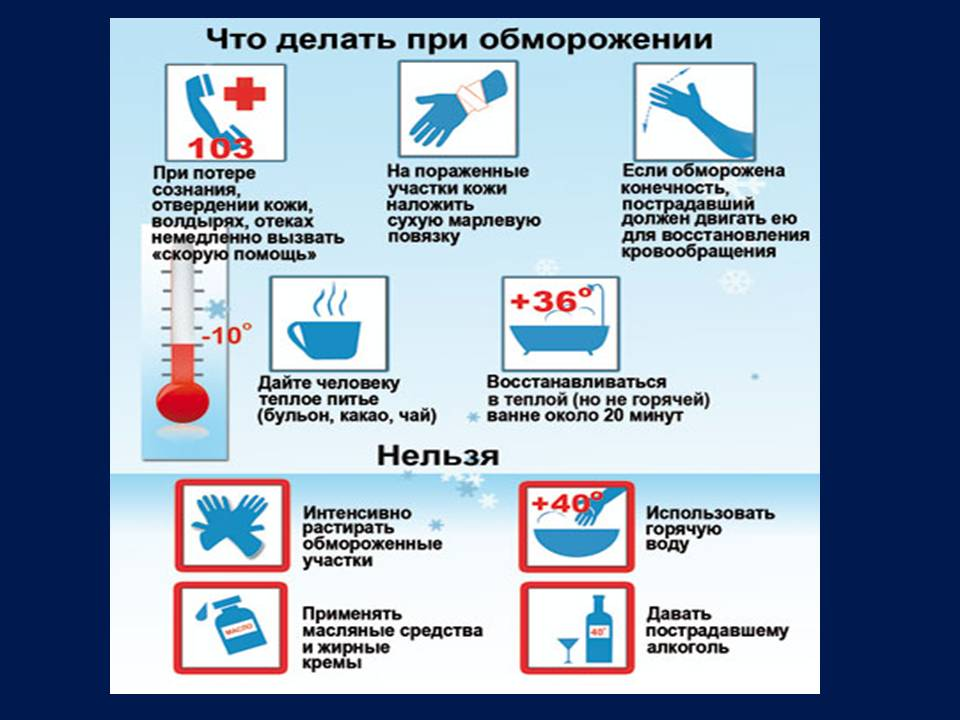 Что делать при обморожении
103
При потере
сознания,
отвердении кожи,
волдырях, отеках
немедленно вызвать
«скорую помощь»
На пораженные
участки кожи
наложить
сухую марлевую
повязку
Если обморожена
конечность,
пострадавший
должен двигать ею
для восстановления
кровообращения
-10°
Дайте человеку
теплое питье
(бульон, какао, чай)
+36°
Восстанавливаться
в теплой (но не горячей)
ванне около 20 минут
Нельзя
Интенсивно
растирать
обмороженные
участки
+40°
Использовать
горячую
воду
МАСЛО
Применять
масляные средства
и жирные
кремы
40°
Давать
пострадавшему
алкоголь